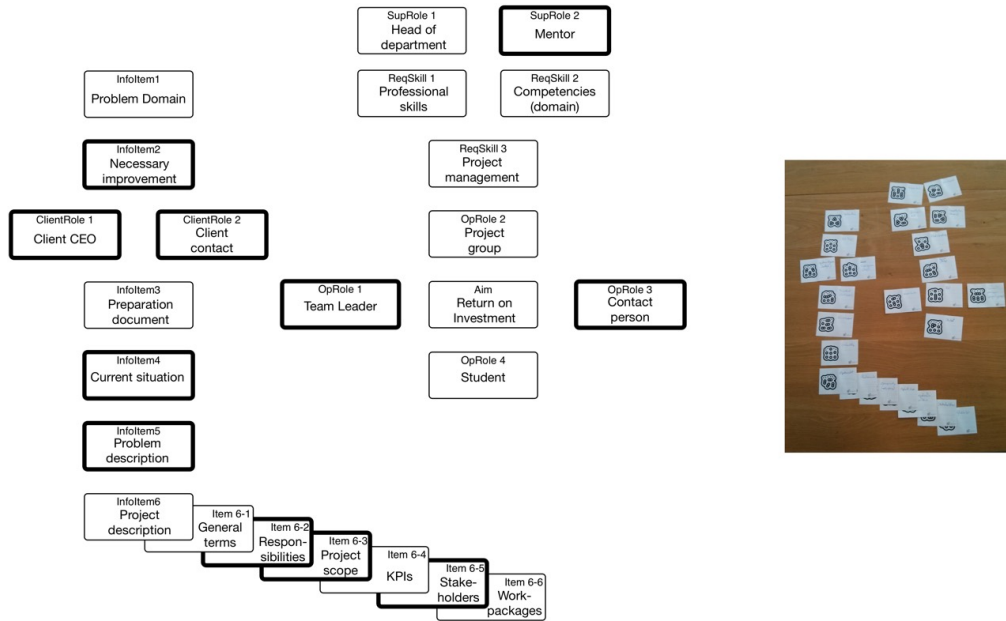 SupRole 1
Head of
department
SupRole 2
Mentor
InfoItem1
Problem Domain
ReqSkill 1
Professional
skills
ReqSkill 2
Competencies
(domain)
InfoItem2
Necessary
improvement
ReqSkill 3
Project
management
ClientRole 1
Client CEO
ClientRole 2
Client
contact
OpRole 2
Project
group
InfoItem3
Preparation
document
OpRole 1
Team Leader
Aim
Return on
Investment
OpRole 3
Contact
person
InfoItem4
Current situation
OpRole 4
Student
InfoItem5
Problem
description
InfoItem6
Project
description
Item 6-1
General
terms
Item 6-2
Respon-
sibilities
Item 6-3
Project
scope
Item 6-4
KPIs
Item 6-5
Stake-
holders
Item 6-6
Work-
packages